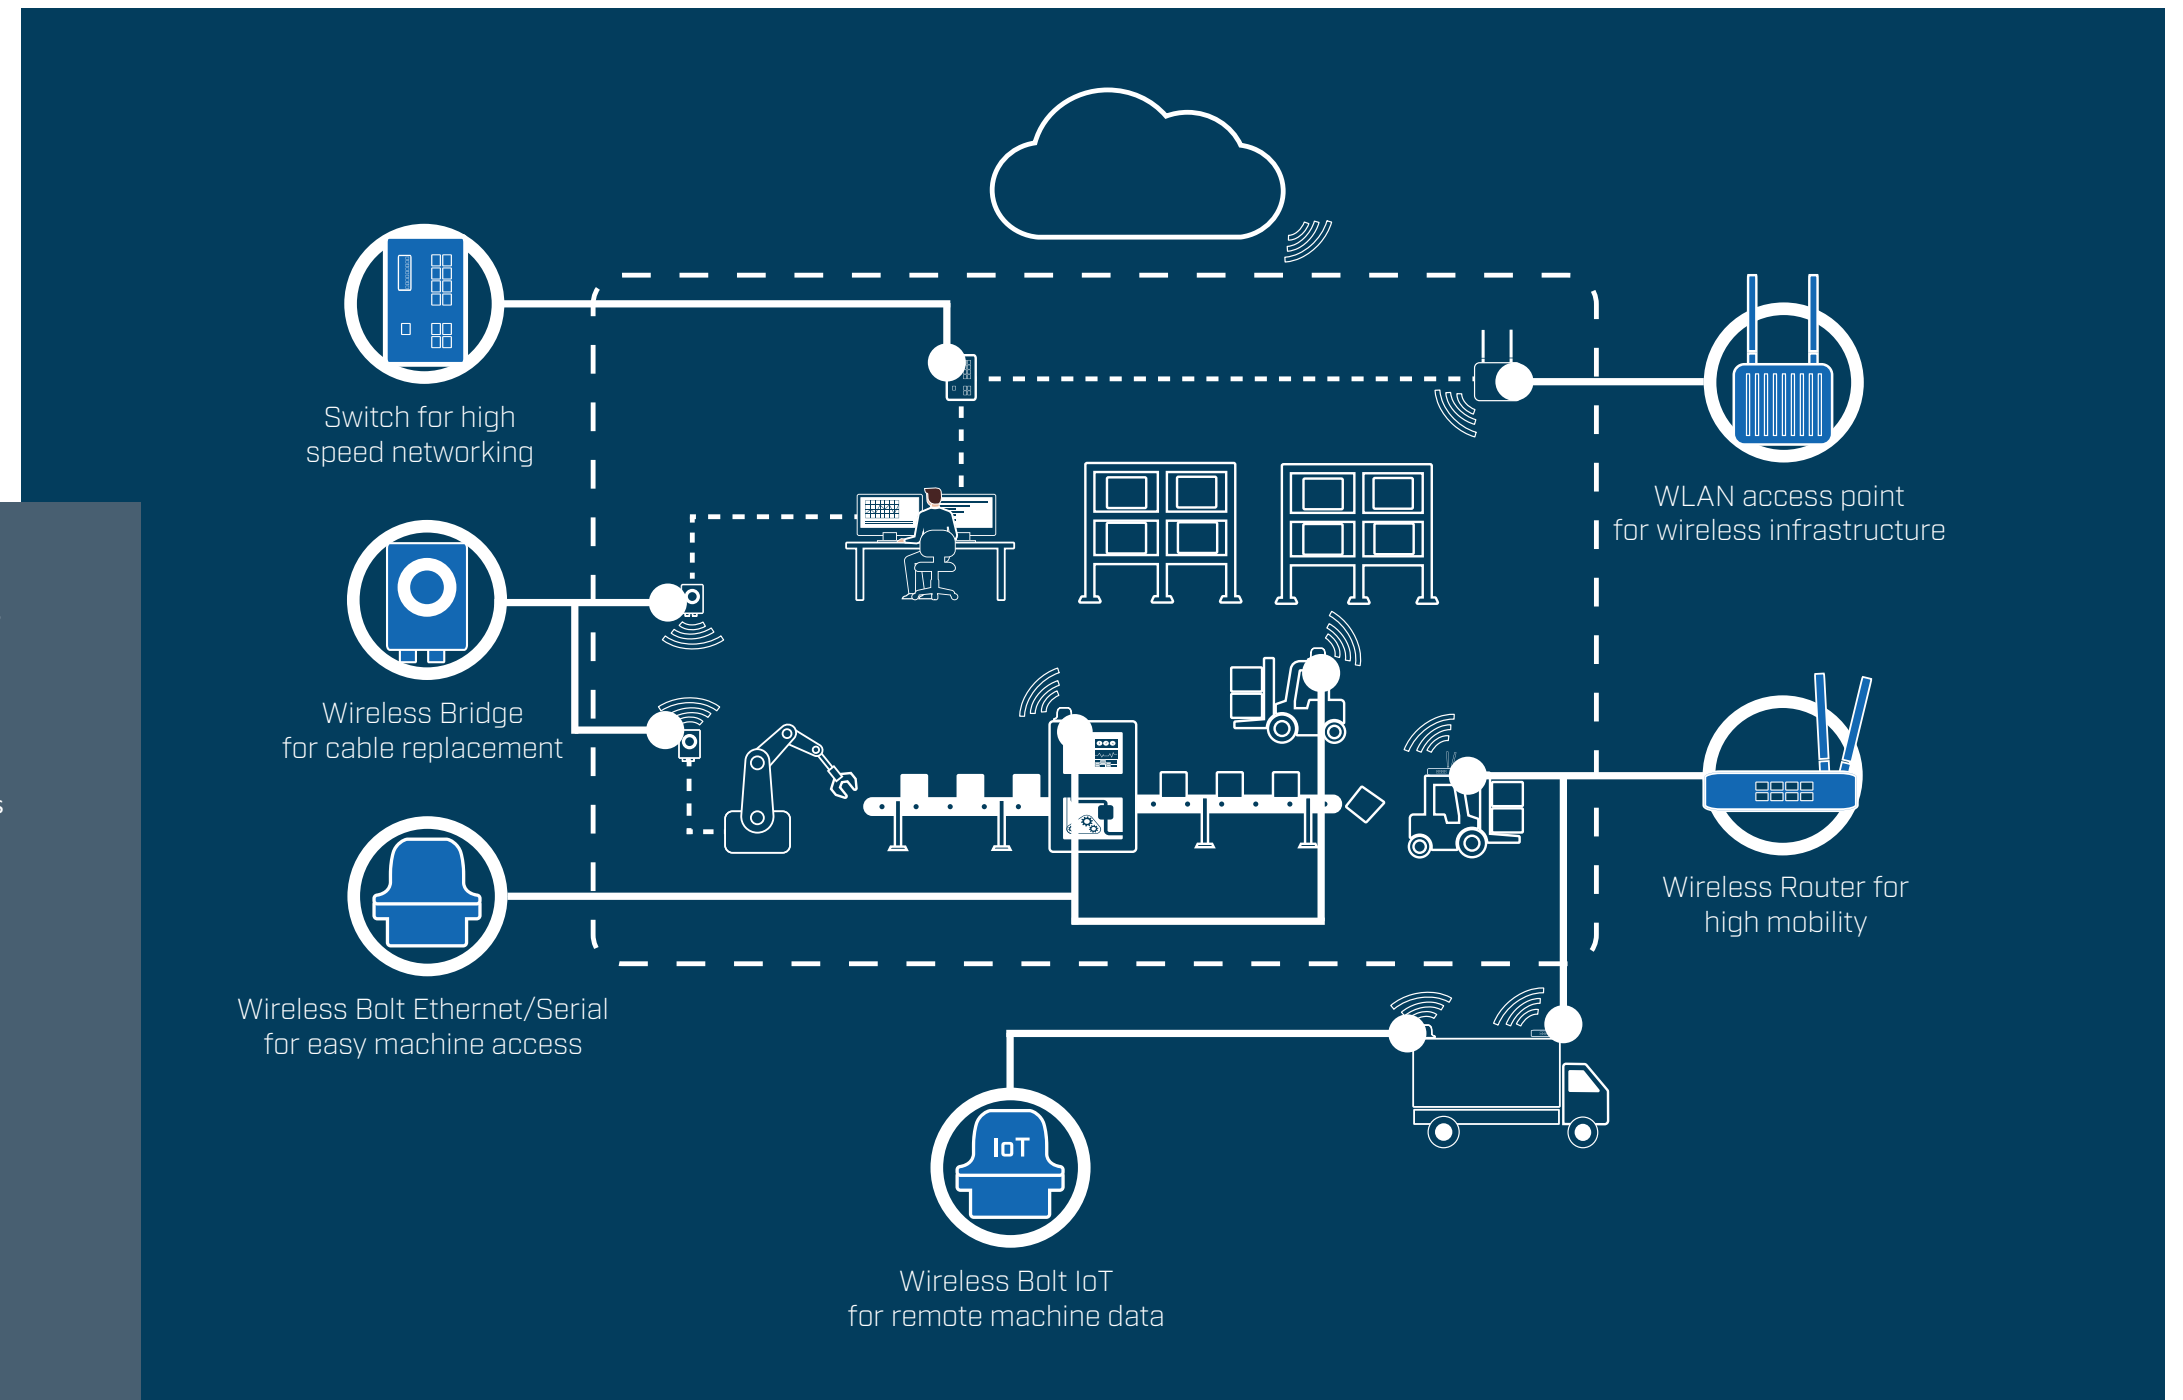 Switch for high
speed networking
WLAN access point
for wireless infrastructure
Wireless Bridge
for cable replacement
Wireless Router for
high mobility
Wireless Bolt Ethernet/Serial
for easy machine access
IoT
Wireless Bolt IoT
for remote machine data